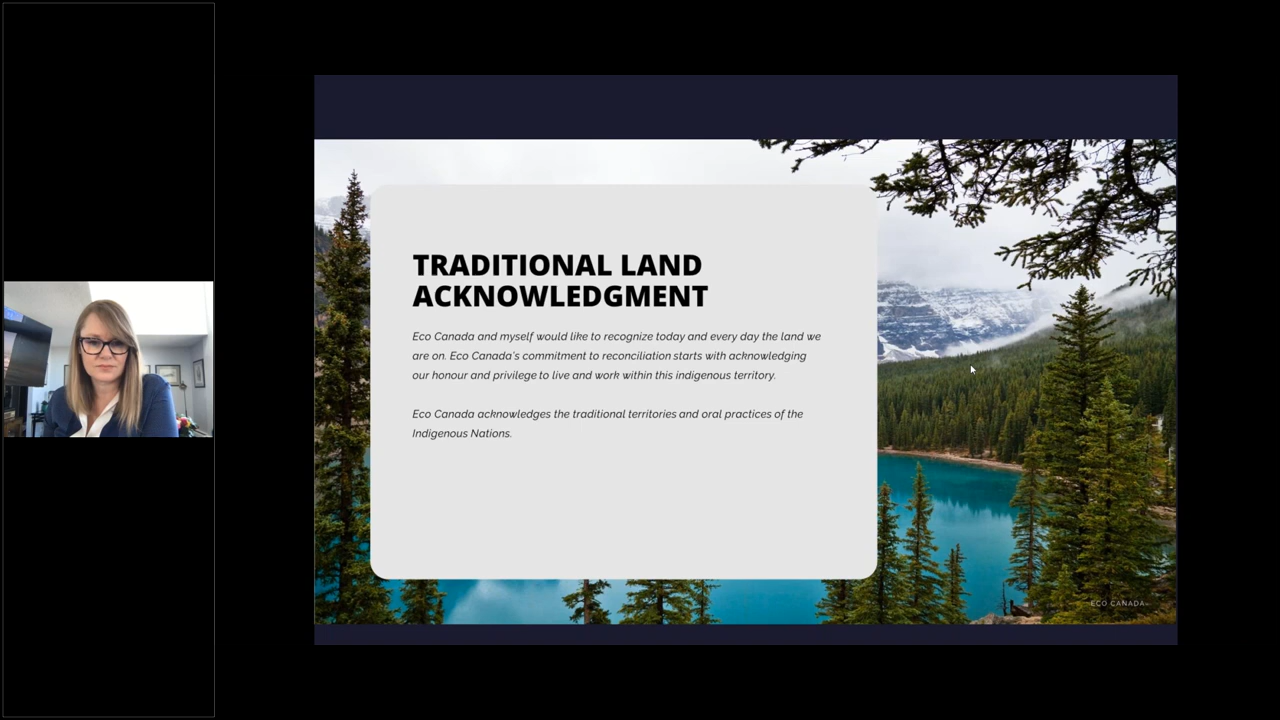 TRADITIONAL LAND
ACKNOWLEDGMENT
Eco Canada and myself would like to recognize today and every day the land we
are on. Eco Canada's commitment to reconciliation starts with acknowledging
our honour and privilege to live and work within this indigenous territory.
Eco Canada acknowledges the traditional territories and oral practices of the
Indigenous Nations.
ECO CANADA